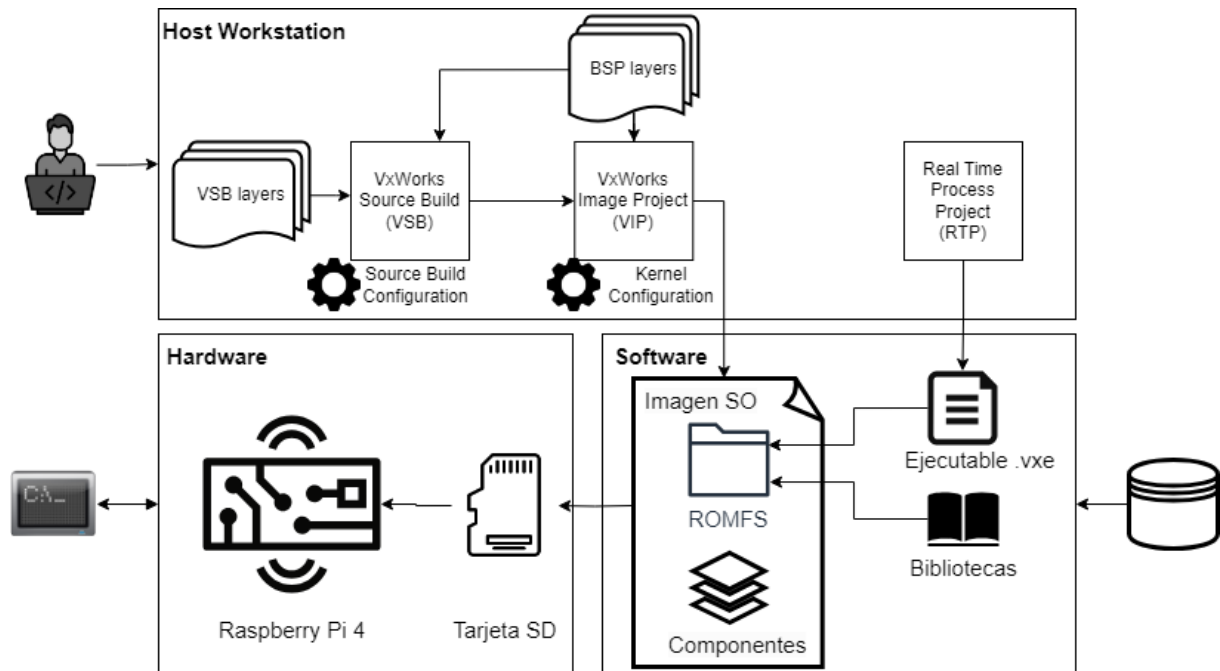 Host Workstation
BSP layers
VSB layers
VxWorks
Source Build
(VSB)
VxWorks
Image Project
(VIP)
Real Time
Process
Project
(RTP)
Source Build
Configuration
Kernel
Configuration
Hardware
Software
Imagen SO
C:\_
ROMFS
Ejecutable .vxe
Bibliotecas
Raspberry Pi 4
Tarjeta SD
Componentes